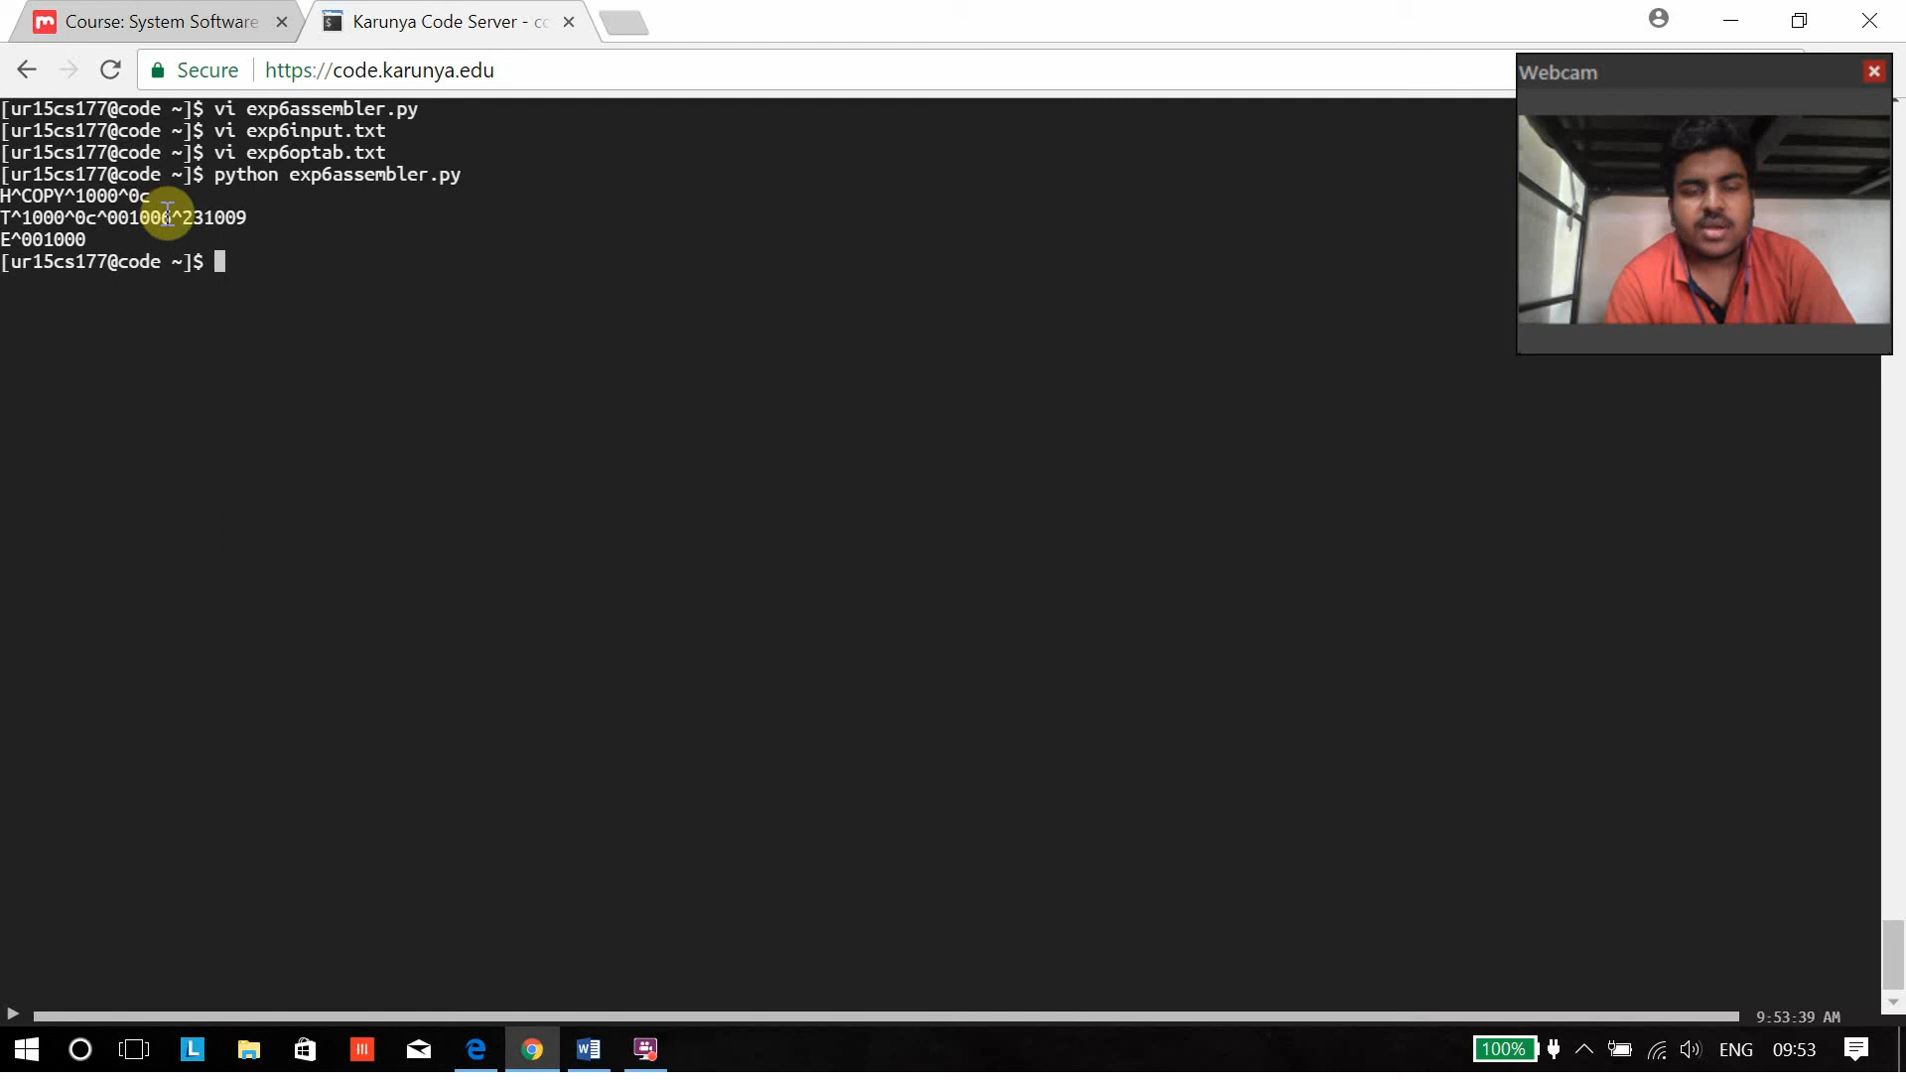 Course: System Software
Karunya Code Server - co
Secure
https://code.karunya.edu
Webcam
[ur15cs177@code ~]$ vi exp6assembler.py
[ur15cs177@code ~]$ vi exp6input.txt
[ur15cs177@code ~]$ vi exp6optab.txt
[ur15cs177@code ~]$ python exp6assembler.py
H^COPY^1000^0c
T^1000^0c^001006^231009
E^001000
[ur15cs177@code ~]$
9:53:39 AM
100%
ENG
09:53